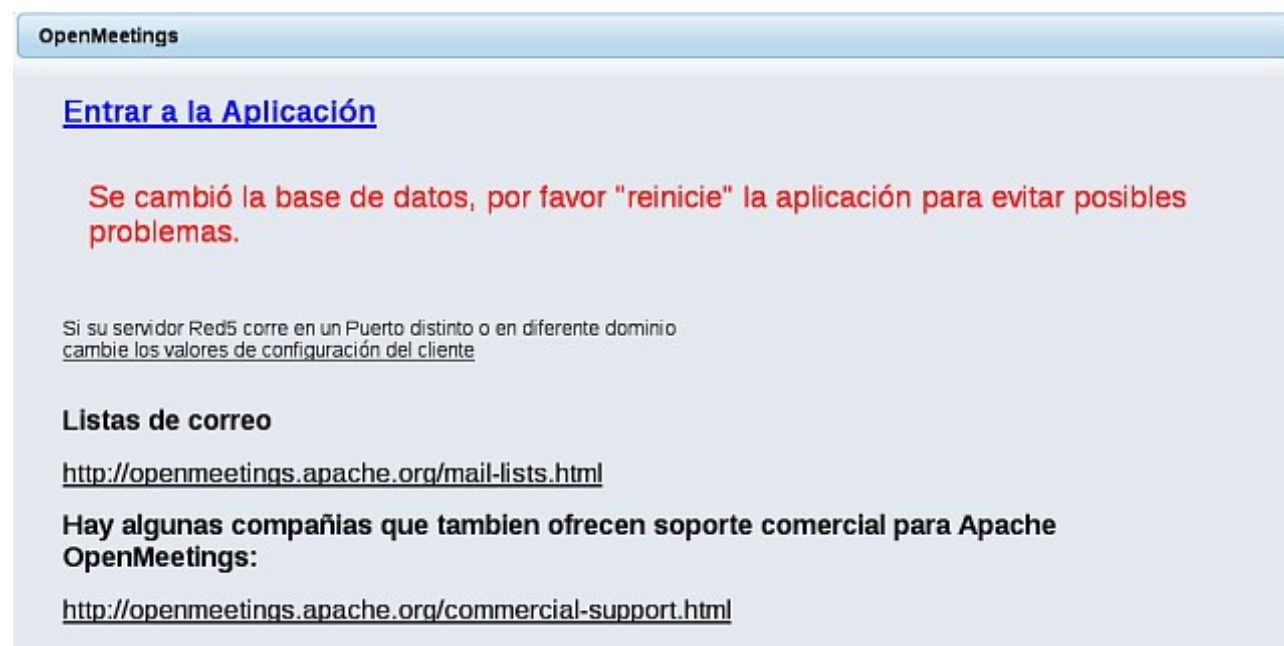 OpenMeetings
Entrar a la Aplicación
Se cambió la base de datos, por favor "reinicie" la aplicación para evitar posibles
problemas.
Si su servidor Red5 corre en un Puerto distinto o en diferente dominio
cambie los valores de configuración del cliente
Listas de correo
http://openmeetings.apache.org/mail-lists.html
Hay algunas compañias que tambien ofrecen soporte comercial para Apache
OpenMeetings:
http://openmeetings.apache.org/commercial-support.html